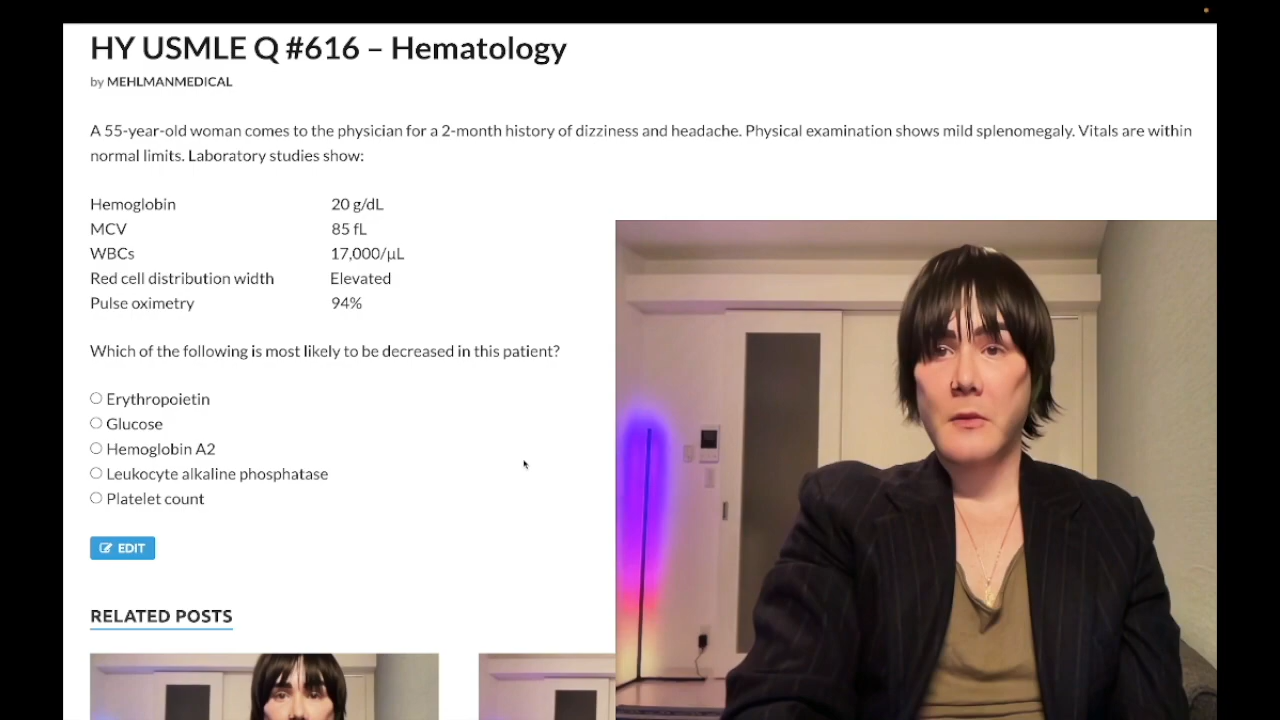 HY USMLE Q #616 – Hematology
by MEHLMANMEDICAL
A 55-year-old woman comes to the physician for a 2-month history of dizziness and headache. Physical examination shows mild splenomegaly. Vitals are within
normal limits. Laboratory studies show:
Hemoglobin 20 g/dL
MCV 85 fL
WBCs 17,000/μL
Red cell distribution width Elevated
Pulse oximetry 94%
Which of the following is most likely to be decreased in this patient?
Erythropoietin
Glucose
Hemoglobin A2
Leukocyte alkaline phosphatase
Platelet count
EDIT
RELATED POSTS